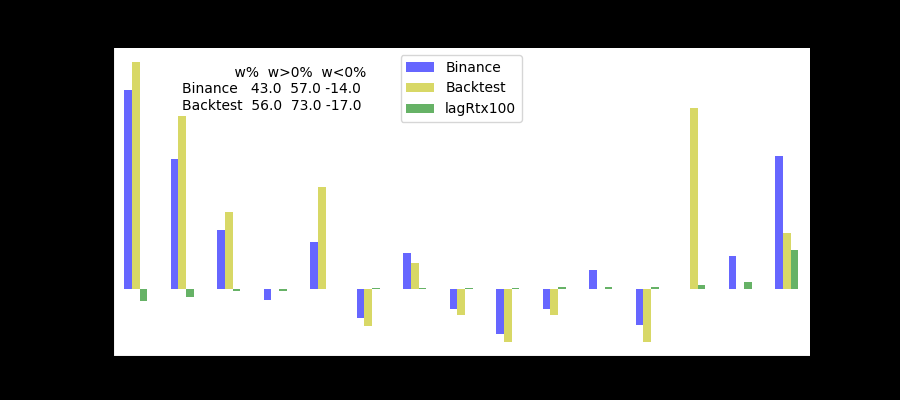 w% w>0% w<0%
Binance 43.0 57.0 -14.0
Backtest 56.0 73.0 -17.0
Binance
Backtest
lagRtx100